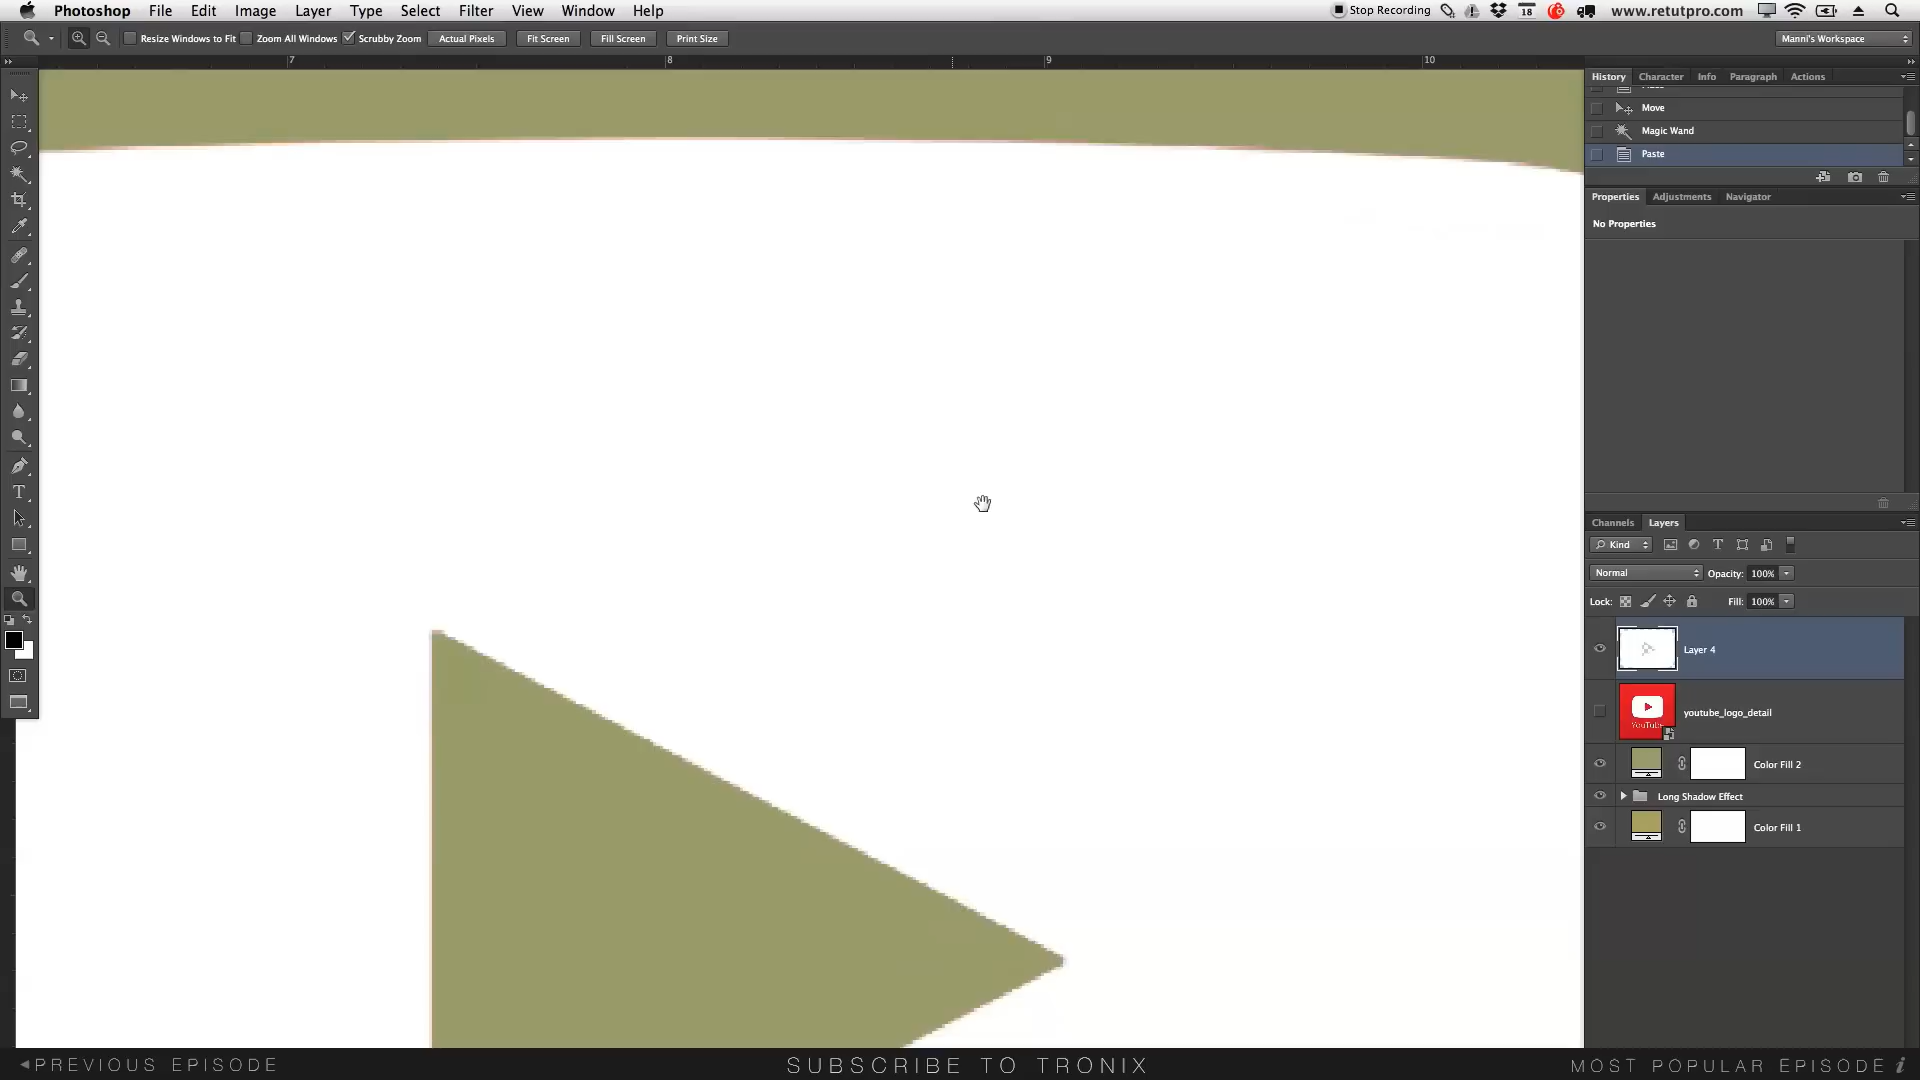 Photoshop File Edit Image Layer Type Select Filter View Window Help Stop Recording 18 www.retutpro.com
Resize Windows to Fit Zoom All Windows Scrubby Zoom Actual Pixels Fit Screen Fill Screen Print Size Manni's Workspace
7 8 9 10
History Character Info Paragraph Actions
Move
Magic Wand
Paste
Properties Adjustments Navigator
No Properties
Channels Layers
Kind
Normal Opacity: 100%
Lock: Fill: 100%
Layer 4
YouTube
youtube_logo_detail
Color Fill 2
Long Shadow Effect
Color Fill 1
PREVIOUS EPISODE SUBSCRIBE TO TRONIX MOST POPULAR EPISODE i